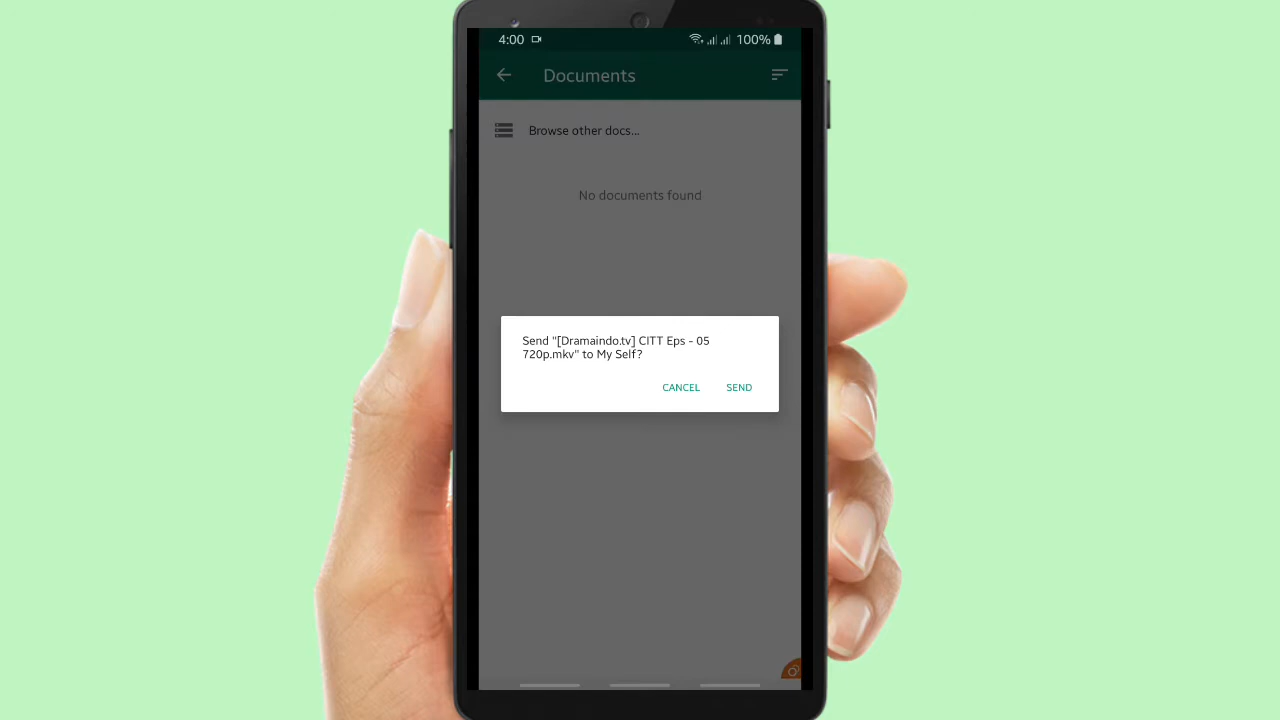 4:00 100%
Documents
Browse other docs...
No documents found
Send "[Dramaindo.tv] CITT Eps - 05
720p.mkv" to My Self?
CANCEL SEND